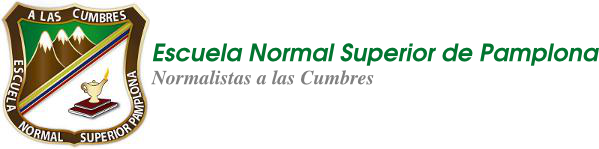 A LAS CUMBRES
ESCUELA
NORMAL SUPERIOR
PAMPLONA
Escuela Normal Superior de Pamplona
Normalistas a las Cumbres